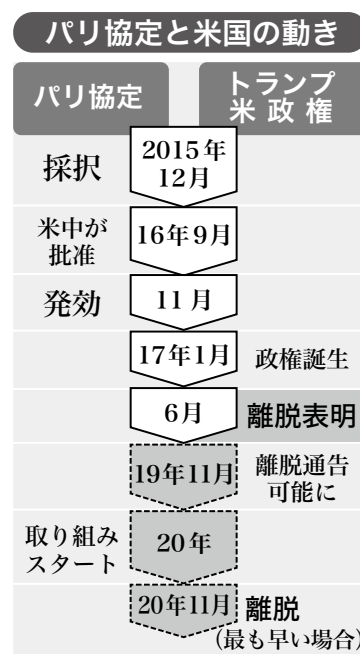 パリ協定と米国の動き
パリ協定
トランプ
米政権
採択
2015年
12月
米中が
批准
16年9月
発効
11月
17年1月
政権誕生
6月
離脱表明
19年11月
離脱通告
可能に
取り組み
スタート
20年
20年11月
離脱
(最も早い場合)